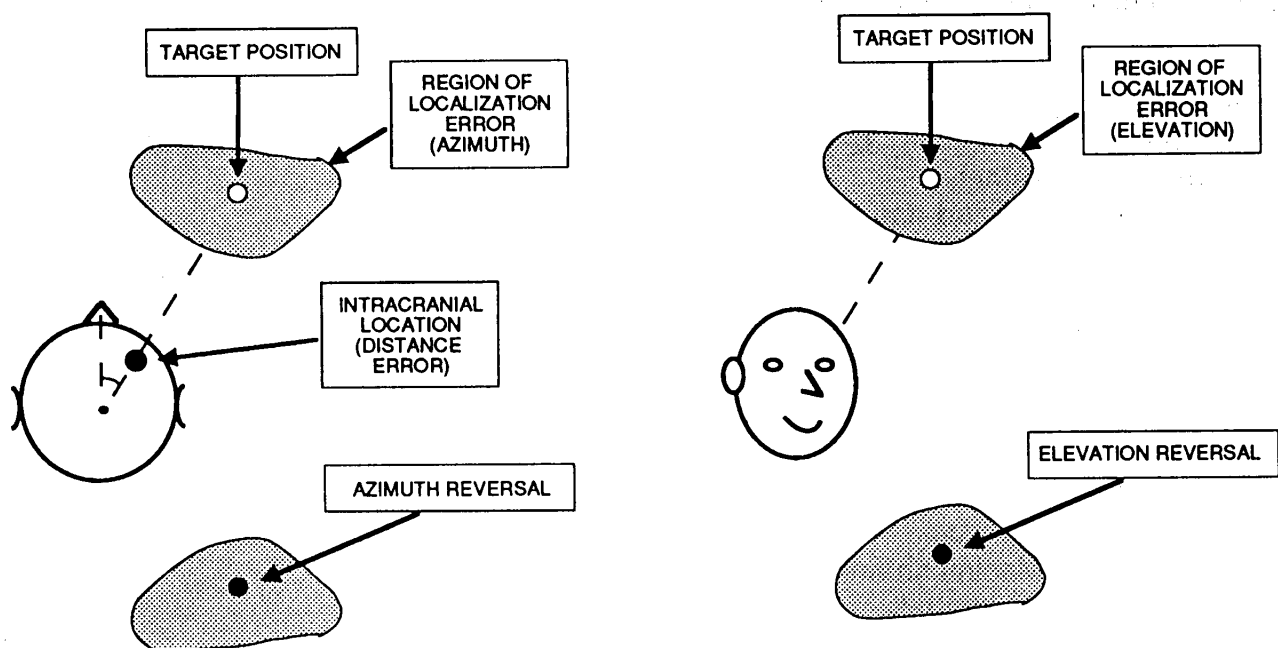 TARGET POSITION
REGION OF
LOCALIZATION
ERROR
(AZIMUTH)
INTRACRANIAL
LOCATION
(DISTANCE
ERROR)
AZIMUTH REVERSAL
TARGET POSITION
REGION OF
LOCALIZATION
ERROR
(ELEVATION)
ELEVATION REVERSAL